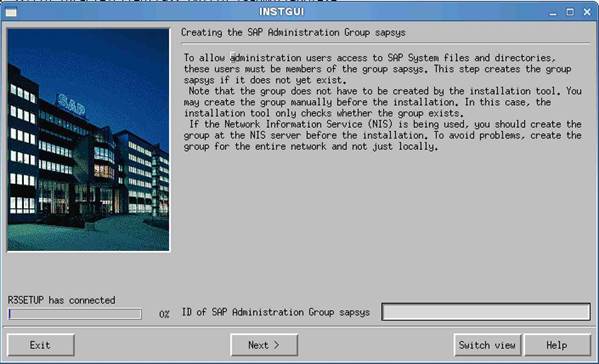 INSTGUI
Creating the SAP Administration Group sapsys
To allow administration users access to SAP System files and directories,
these users must be members of the group sapsys. This step creates the group
sapsys if it does not yet exist.
Note that the group does not have to be created by the installation tool. You
may create the group manually before the installation. In this case, the
installation tool only checks whether the group exists.
If the Network Information Service (NIS) is being used, you should create the
group at the NIS server before the installation. To avoid problems, create the
group for the entire network and not just locally.
SAP
R3SETUP has connected
0%
ID of SAP Administration Group sapsys
Exit
Next >
Switch view
Help